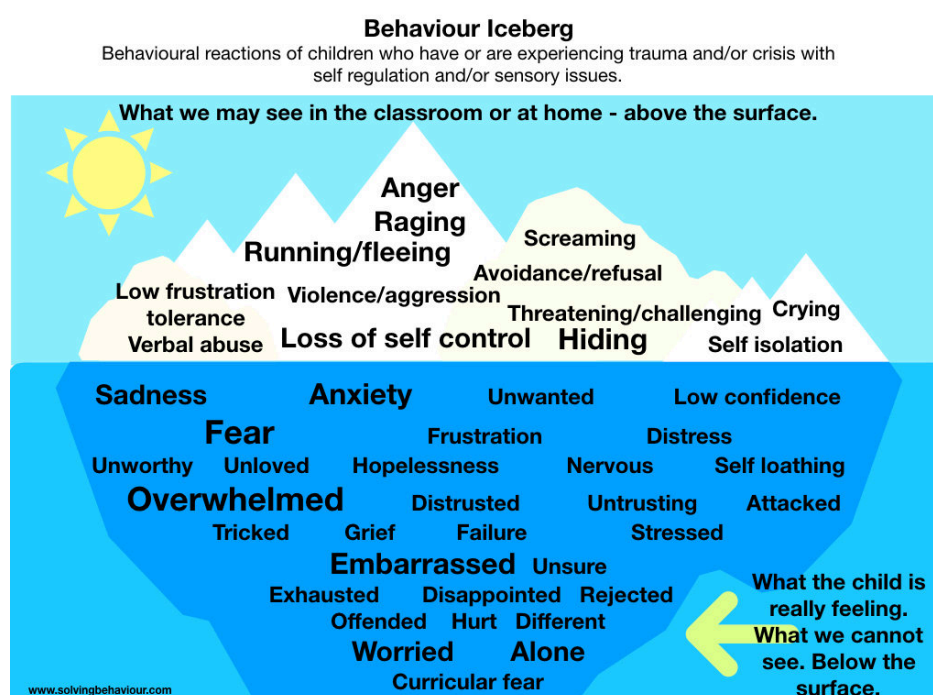 Behaviour Iceberg
Behavioural reactions of children who have or are experiencing trauma and/or crisis with
self regulation and/or sensory issues.
What we may see in the classroom or at home - above the surface.
Anger
Raging
Running/fleeing
Screaming
Avoidance/refusal
Low frustration
tolerance
Violence/aggression
Threatening/challenging
Crying
Verbal abuse
Loss of self control
Hiding
Self isolation
Sadness Anxiety Unwanted Low confidence
Fear Frustration Distress
Unworthy Unloved Hopelessness Nervous Self loathing
Overwhelmed Distrusted Untrusting Attacked
Tricked Grief Failure Stressed
Embarrassed Unsure
Exhausted Disappointed Rejected
Offended Hurt Different
Worried Alone
Curricular fear
What the child is
really feeling.
What we cannot
see. Below the
surface.
www.solvingbehaviour.com